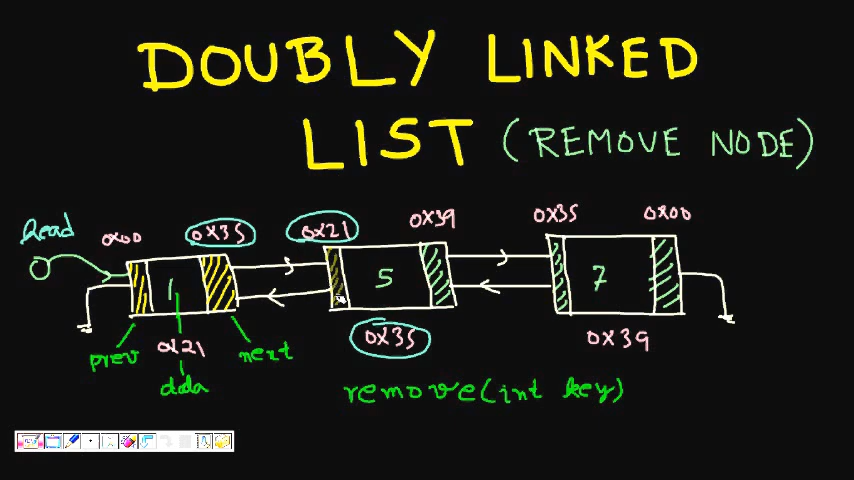 DOUBLY LINKED
LIST (REMOVE NODE)
head 0x00 0x35 0x21 0x39 0x35 0x00
1 5 7
prev 0x21 next 0x35 0x39
data remove(int key)